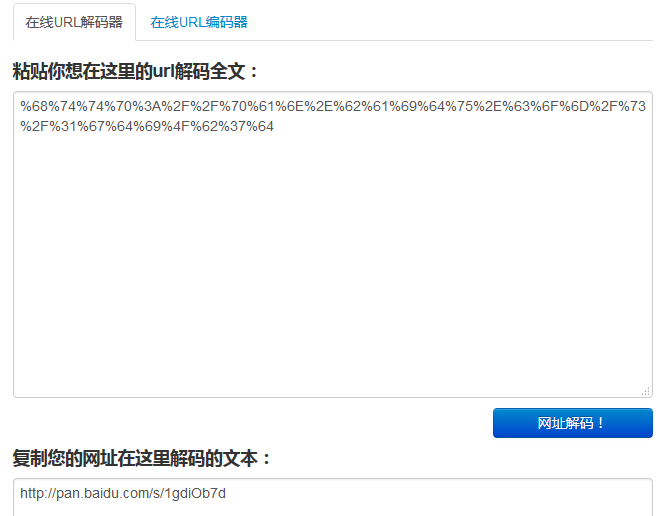 在线URL解码器 在线URL编码器
粘贴你想在这里的url解码全文：
%68%74%74%70%3A%2F%2F%70%61%6E%2E%62%61%69%64%75%2E%63%6F%6D%2F%73
%2F%31%67%64%69%4F%62%37%64
网址解码！
复制您的网址在这里解码的文本：
http://pan.baidu.com/s/1gdiOb7d